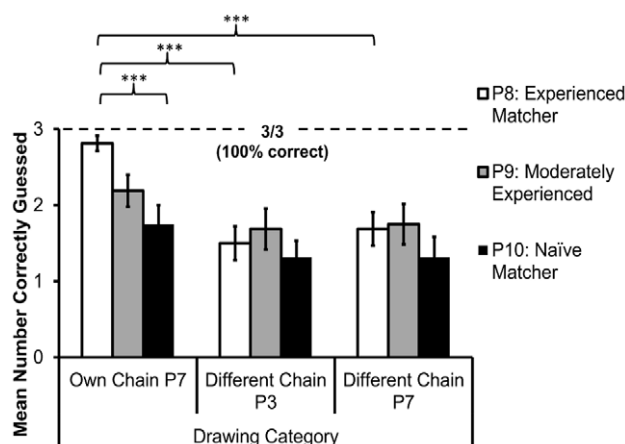 ***
***
***
3
2
1
0
Mean Number Correctly Guessed
3/3
(100% correct)
P8: Experienced
Matcher
P9: Moderately
Experienced
P10: Naïve
Matcher
Own Chain P7
Different Chain
P3
Different Chain
P7
Drawing Category